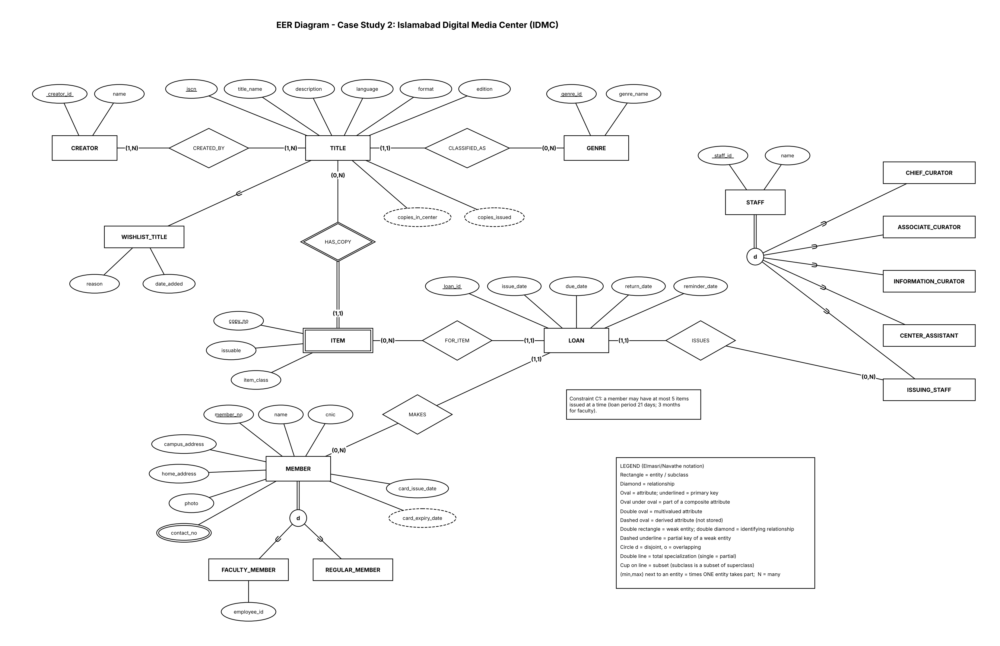 EER Diagram - Case Study 2: Islamabad Digital Media Center (IDMC)
creator_id
name
iscn
title_name
description
language
format
edition
genre_id
genre_name
CREATOR
(1,N)
CREATED_BY
(1,N)
TITLE
(1,1)
CLASSIFIED_AS
(0,N)
GENRE
staff_id
name
CHIEF_CURATOR
(0,N)
STAFF
copies_in_center
copies_issued
ASSOCIATE_CURATOR
WISHLIST_TITLE
HAS_COPY
d
reason
date_added
INFORMATION_CURATOR
loan_id
issue_date
due_date
return_date
reminder_date
(1,1)
copy_no
issuable
item_class
ITEM
(0,N)
FOR_ITEM
(1,1)
LOAN
(1,1)
ISSUES
CENTER_ASSISTANT
(1,1)
(0,N)
ISSUING_STAFF
Constraint C1: a member may have at most 5 items
issued at a time (loan period 21 days; 3 months
for faculty).
member_no
name
cnic
MAKES
campus_address
(0,N)
home_address
MEMBER
photo
card_issue_date
contact_no
d
card_expiry_date
FACULTY_MEMBER
REGULAR_MEMBER
employee_id
LEGEND (Elmasri/Navathe notation)
Rectangle = entity / subclass
Diamond = relationship
Oval = attribute; underlined = primary key
Oval under oval = part of a composite attribute
Double oval = multivalued attribute
Dashed oval = derived attribute (not stored)
Double rectangle = weak entity; double diamond = identifying relationship
Dashed underline = partial key of a weak entity
Circle d = disjoint, o = overlapping
Double line = total specialization (single = partial)
Cup on line = subset (subclass is a subset of superclass)
(min,max) next to an entity = times ONE entity takes part;  N = many